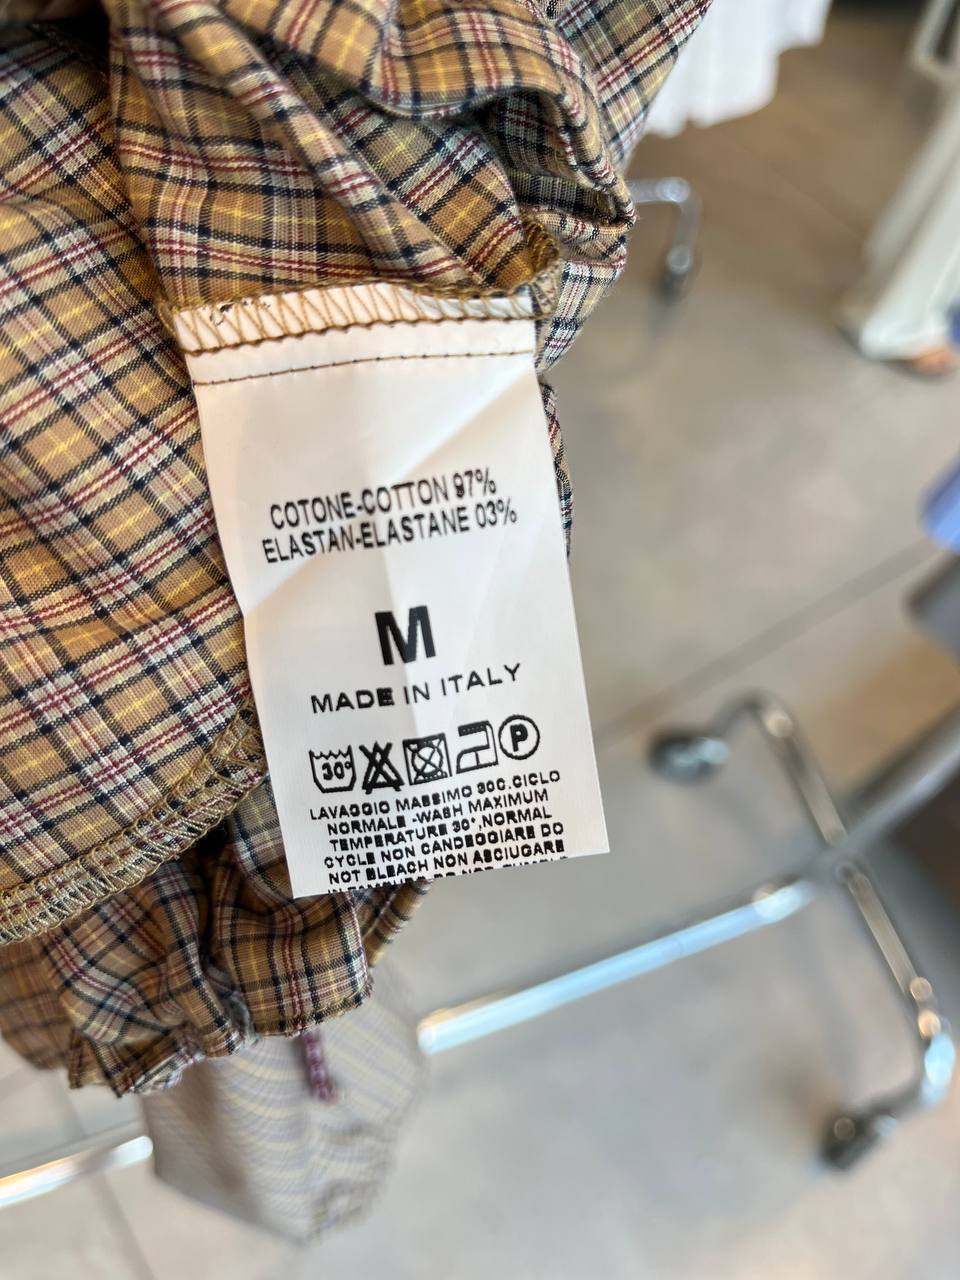 COTONE-COTTON 97%
ELASTAN-ELASTANE 03%
M
MADE IN ITALY
30°
P
LAVAGGIO MASSIMO 30C.CICLO
NORMALE -WASH MAXIMUM
TEMPERATURE 30°,NORMAL
CYCLE NON CANDEGGIARE DO
NOT BLEACH NON ASCIUGARE